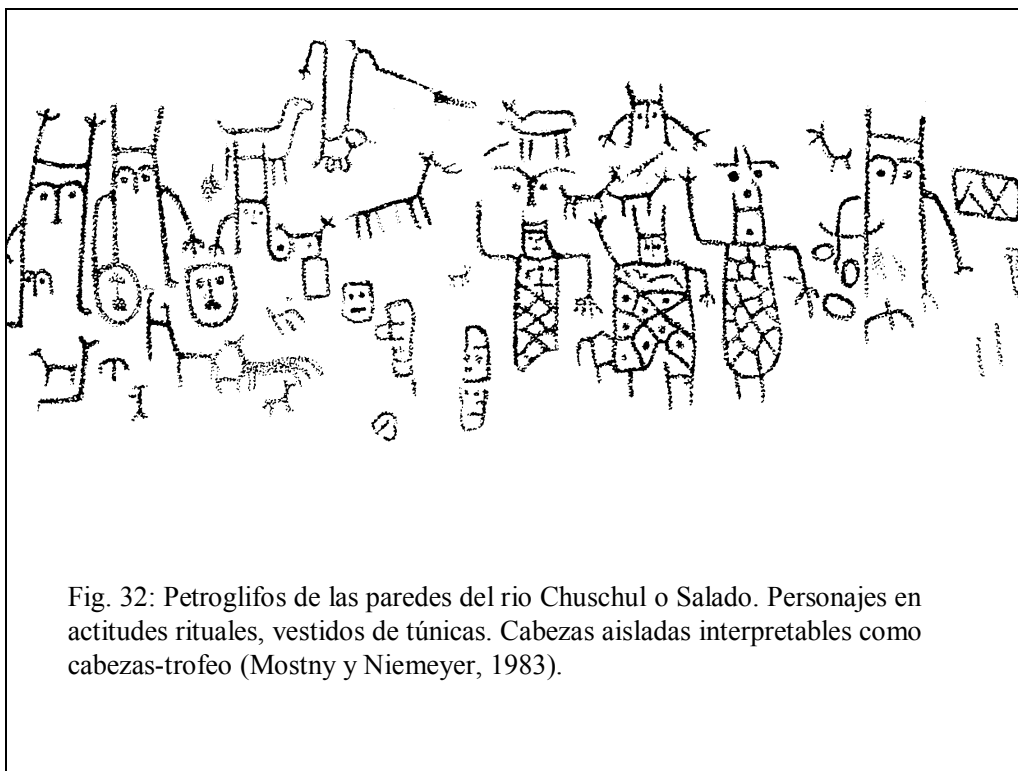 Fig. 32: Petroglifos de las paredes del rio Chuschul o Salado. Personajes en
actitudes rituales, vestidos de túnicas. Cabezas aisladas interpretables como
cabezas-trofeo (Mostny y Niemeyer, 1983).